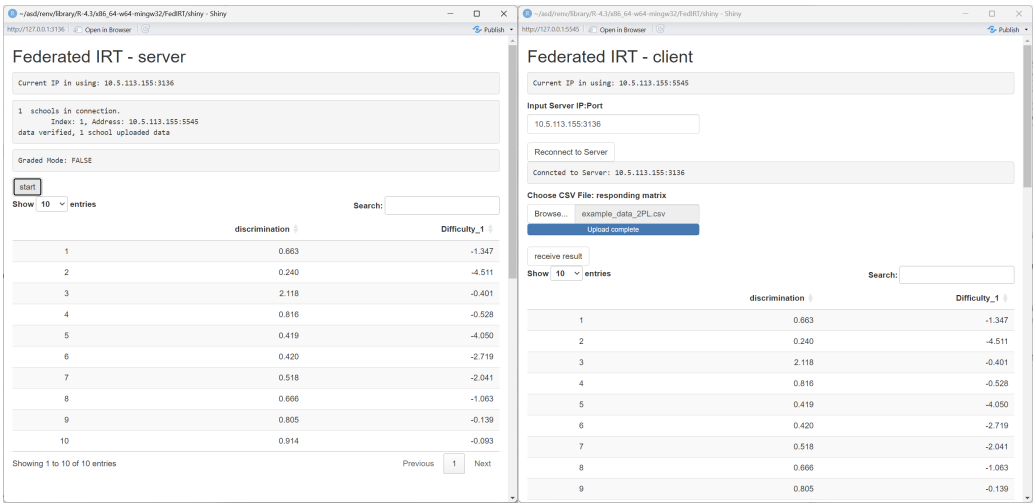 ~/asd/renv/library/R-4.3/x86_64-w64-mingw32/FedIRT/shiny - Shiny
http://127.0.0.1:3136 Open in Browser Publish
Federated IRT - server
Current IP in using: 10.5.113.155:3136
1 schools in connection.
Index: 1, Address: 10.5.113.155:5545
data verified, 1 school uploaded data
Graded Mode: FALSE
start
Show 10 entries Search:
discrimination Difficulty_1
1 0.663 -1.347
2 0.240 -4.511
3 2.118 -0.401
4 0.816 -0.528
5 0.419 -4.050
6 0.420 -2.719
7 0.518 -2.041
8 0.666 -1.063
9 0.805 -0.139
10 0.914 -0.093
Showing 1 to 10 of 10 entries Previous 1 Next
~/asd/renv/library/R-4.3/x86_64-w64-mingw32/FedIRT/shiny - Shiny
http://127.0.0.1:5545 Open in Browser Publish
Federated IRT - client
Current IP in using: 10.5.113.155:5545
Input Server IP:Port
10.5.113.155:3136
Reconnect to Server
Conncted to Server: 10.5.113.155:3136
Choose CSV File: responding matrix
Browse... example_data_2PL.csv
Upload complete
receive result
Show 10 entries Search:
discrimination Difficulty_1
1 0.663 -1.347
2 0.240 -4.511
3 2.118 -0.401
4 0.816 -0.528
5 0.419 -4.050
6 0.420 -2.719
7 0.518 -2.041
8 0.666 -1.063
9 0.805 -0.139